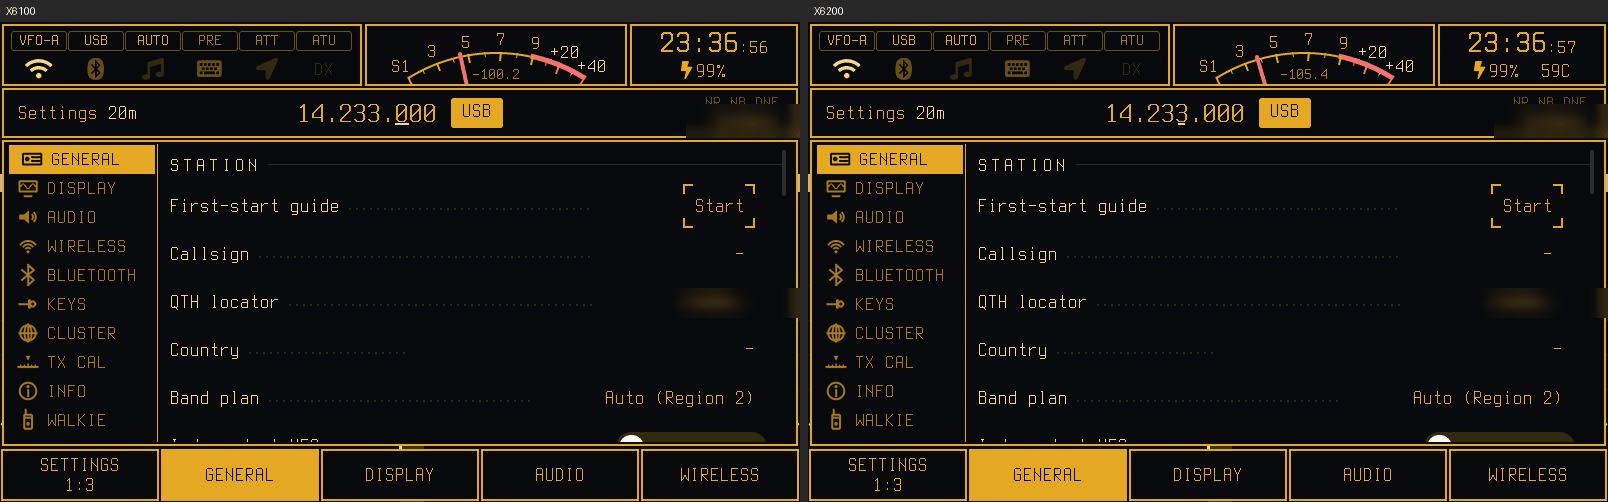 X6100
VFO-A USB AUTO PRE ATT ATU
DX
S1 3 5 7 9 +20 +40
-100.2
23:36:56
99%
Settings 20m 14.233.000 USB
NR NB DNF
GENERAL
DISPLAY
AUDIO
WIRELESS
BLUETOOTH
KEYS
CLUSTER
TX CAL
INFO
WALKIE
STATION
First-start guide Start
Callsign -
QTH locator
Country -
Band plan Auto (Region 2)
SETTINGS
1:3
GENERAL
DISPLAY
AUDIO
WIRELESS
X6200
VFO-A USB AUTO PRE ATT ATU
DX
S1 3 5 7 9 +20 +40
-105.4
23:36:57
99% 59C
Settings 20m 14.233.000 USB
NR NB DNF
GENERAL
DISPLAY
AUDIO
WIRELESS
BLUETOOTH
KEYS
CLUSTER
TX CAL
INFO
WALKIE
STATION
First-start guide Start
Callsign -
QTH locator
Country -
Band plan Auto (Region 2)
SETTINGS
1:3
GENERAL
DISPLAY
AUDIO
WIRELESS